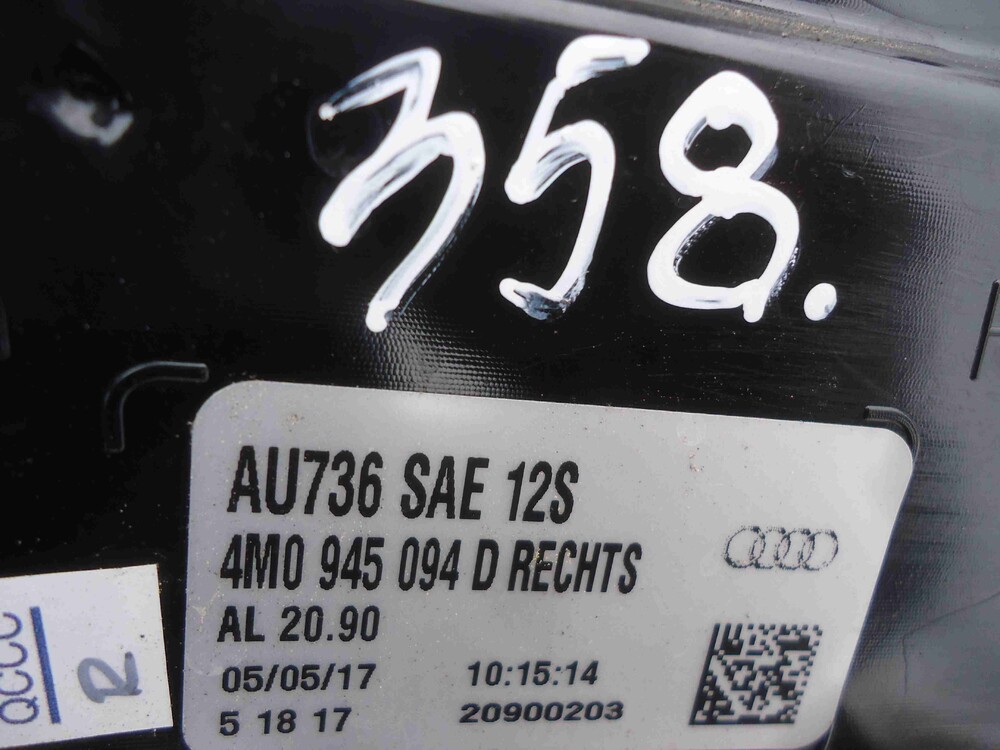 358.
AU736 SAE 12S
4M0 945 094 D RECHTS
AL 20.90
05/05/17 10:15:14
5 18 17 20900203
QCCC
R